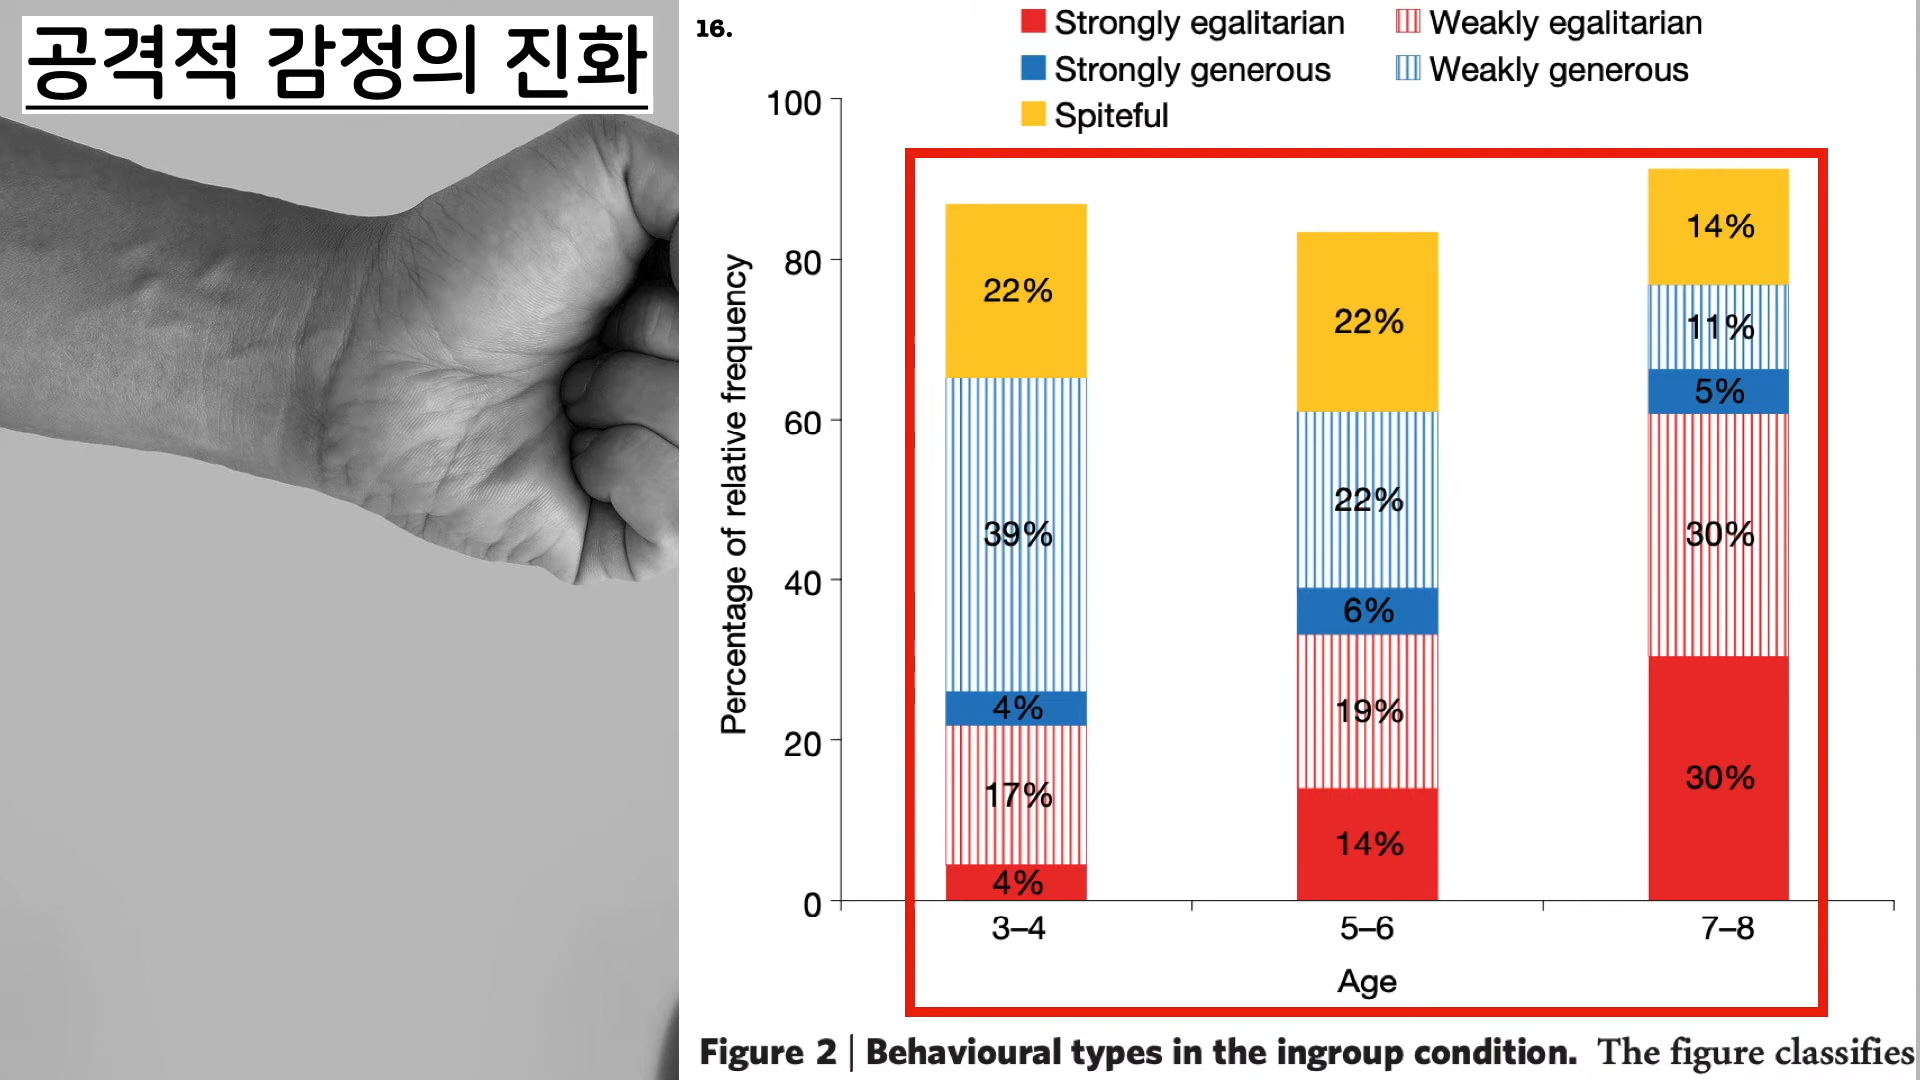 공격적 감정의 진화
16.
Strongly egalitarian
Weakly egalitarian
Strongly generous
Weakly generous
Spiteful
Percentage of relative frequency
100
80
60
40
20
0
22%
39%
4%
17%
4%
22%
22%
6%
19%
14%
14%
11%
5%
30%
30%
3–4
5–6
7–8
Age
Figure 2 | Behavioural types in the ingroup condition. The figure classifies